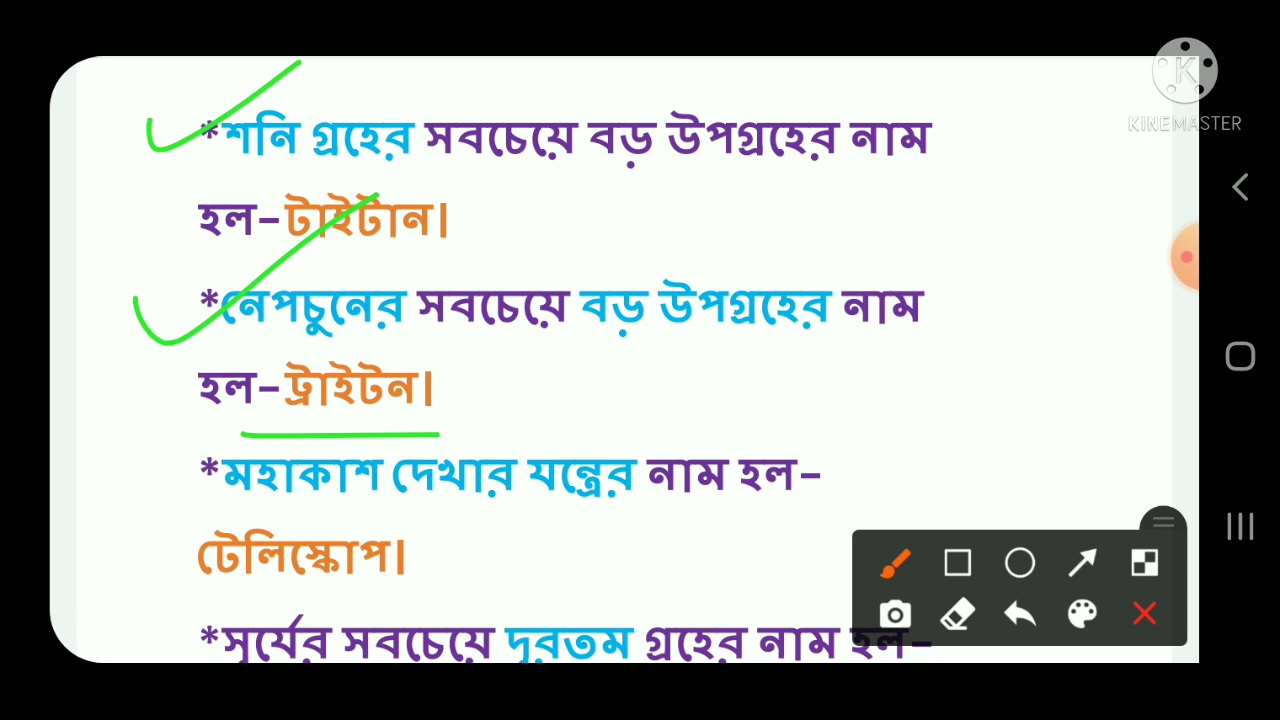 *শনি গ্রহের সবচেয়ে বড় উপগ্রহের নাম
হল-টাইটান।
*নেপচুনের সবচেয়ে বড় উপগ্রহের নাম
হল-ট্রাইটন।
*মহাকাশ দেখার যন্ত্রের নাম হল-
টেলিস্কোপ।
*সূর্যের সবচেয়ে দূরতম গ্রহের নাম হল-
KINEMASTER